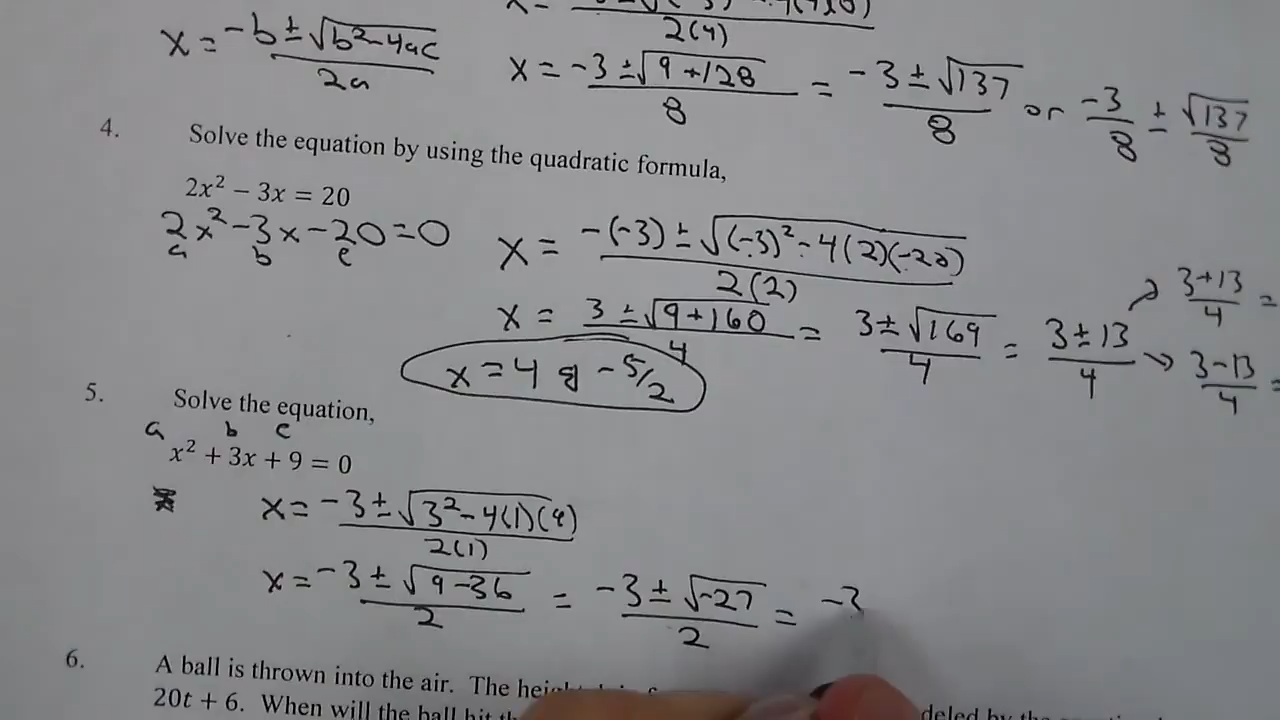 2(4)
x = -b ± √b² - 4ac
2a
x = -3 ± √9 + 128 = -3 ± √137 or -3 ± √137
8 8 8 8
4. Solve the equation by using the quadratic formula,
2x² − 3x = 20
2x² - 3x - 20 = 0
a b c
x = -(-3) ± √(-3)² - 4(2)(-20)
2(2)
x = 3 ± √9 + 160 = 3 ± √169 = 3 ± 13
4 4 4
3 + 13 =
4
3 - 13 =
4
x = 4 & -5/2
5. Solve the equation,
a b c
x² + 3x + 9 = 0
x = -3 ± √3² - 4(1)(9)
2(1)
x = -3 ± √9 - 36 = -3 ± √-27 = -3
2 2
6. A ball is thrown into the air. The
20t + 6. When will the ball hit
deled by the